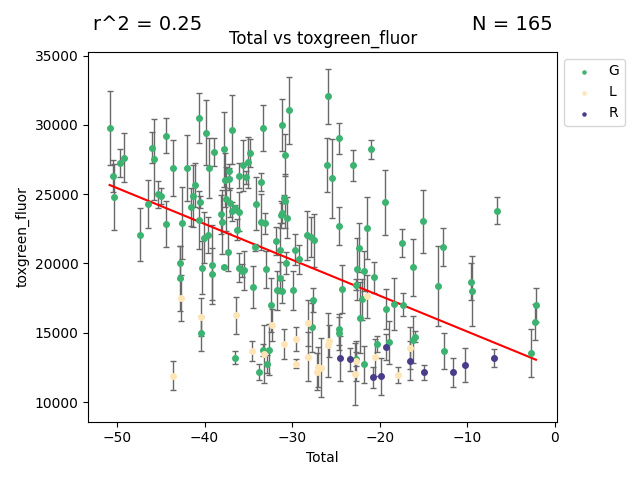 r^2 = 0.25 N = 165
Total vs toxgreen_fluor
35000
30000
25000
20000
15000
10000
toxgreen_fluor
−50 −40 −30 −20 −10 0
Total
G
L
R